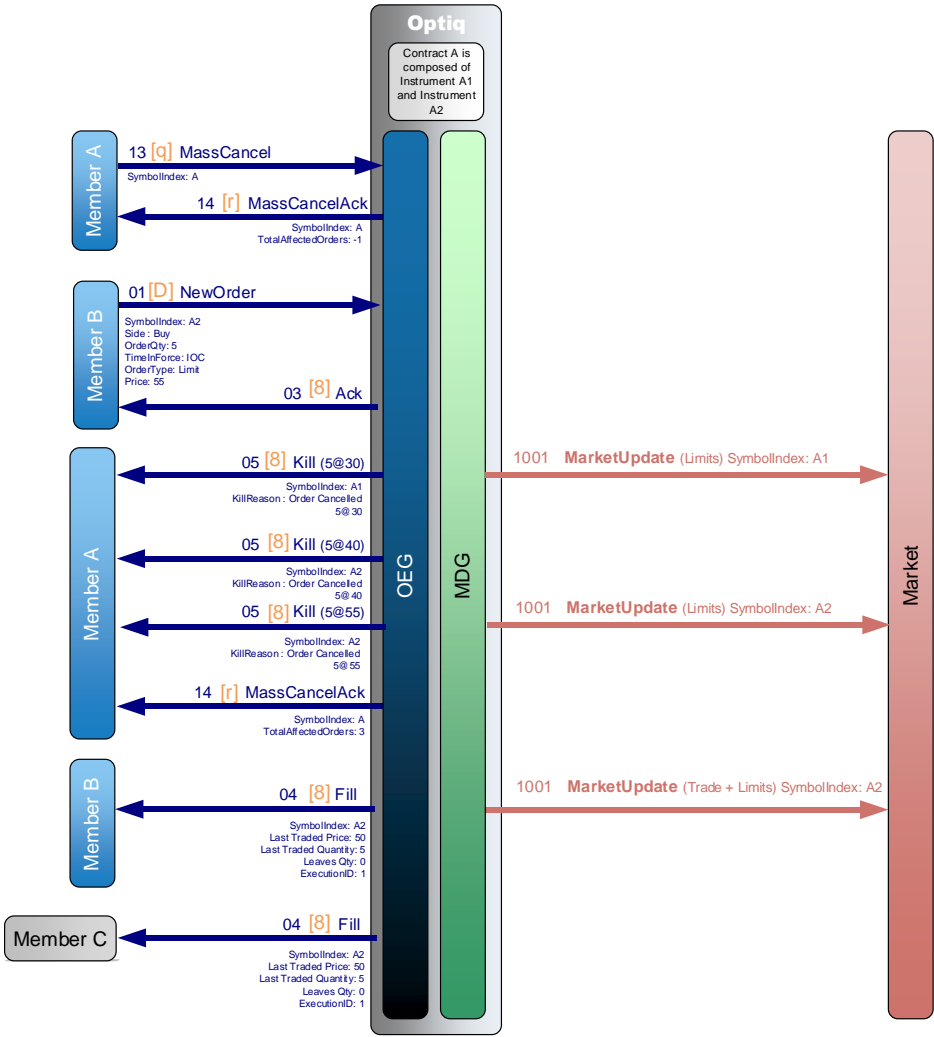 Optiq
Contract A is
composed of
Instrument A1
and Instrument
A2
Member A
13 [q] MassCancel
SymbolIndex: A
14 [r] MassCancelAck
SymbolIndex: A
TotalAffectedOrders: -1
Member B
01 [D] NewOrder
SymbolIndex: A2
Side : Buy
OrderQty: 5
TimeInForce: IOC
OrderType: Limit
Price: 55
03 [8] Ack
Member A
05 [8] Kill (5@30)
SymbolIndex: A1
KillReason : Order Cancelled
5@30
1001 MarketUpdate (Limits) SymbolIndex: A1
05 [8] Kill (5@40)
SymbolIndex: A2
KillReason : Order Cancelled
5@40
OEG
MDG
Market
05 [8] Kill (5@55)
SymbolIndex: A2
KillReason : Order Cancelled
5@55
1001 MarketUpdate (Limits) SymbolIndex: A2
14 [r] MassCancelAck
SymbolIndex: A
TotalAffectedOrders: 3
Member B
04 [8] Fill
SymbolIndex: A2
Last Traded Price: 50
Last Traded Quantity: 5
Leaves Qty: 0
ExecutionID: 1
1001 MarketUpdate (Trade + Limits) SymbolIndex: A2
Member C
04 [8] Fill
SymbolIndex: A2
Last Traded Price: 50
Last Traded Quantity: 5
Leaves Qty: 0
ExecutionID: 1